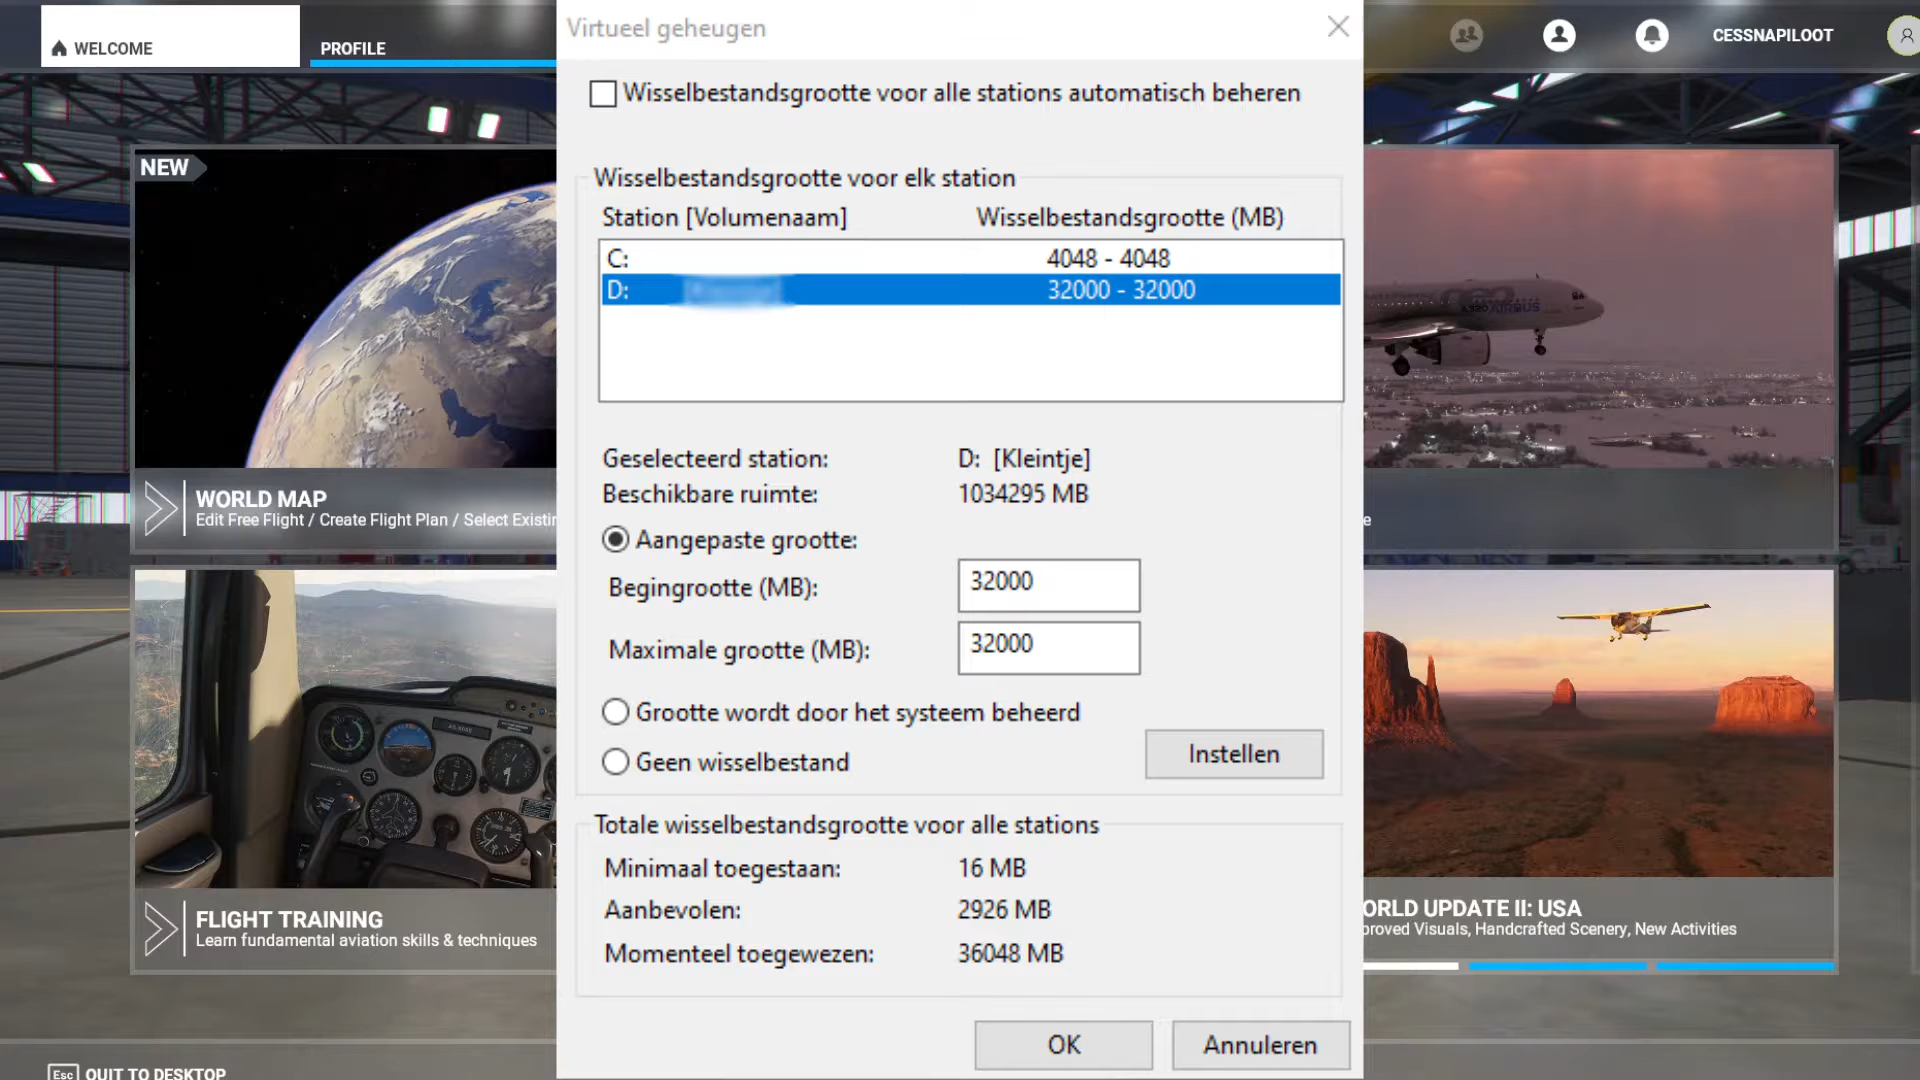 WELCOME
PROFILE
CESSNAPILOOT
NEW
WORLD MAP
Edit Free Flight / Create Flight Plan / Select Existin
FLIGHT TRAINING
Learn fundamental aviation skills & techniques
Esc QUIT TO DESKTOP
Virtueel geheugen
Wisselbestandsgrootte voor alle stations automatisch beheren
Wisselbestandsgrootte voor elk station
Station [Volumenaam] Wisselbestandsgrootte (MB)
C: 4048 - 4048
D: 32000 - 32000
Geselecteerd station: D: [Kleintje]
Beschikbare ruimte: 1034295 MB
Aangepaste grootte:
Begingrootte (MB): 32000
Maximale grootte (MB): 32000
Grootte wordt door het systeem beheerd
Geen wisselbestand
Instellen
Totale wisselbestandsgrootte voor alle stations
Minimaal toegestaan: 16 MB
Aanbevolen: 2926 MB
Momenteel toegewezen: 36048 MB
OK Annuleren
A320 AIRBUS
e
ORLD UPDATE II: USA
proved Visuals, Handcrafted Scenery, New Activities